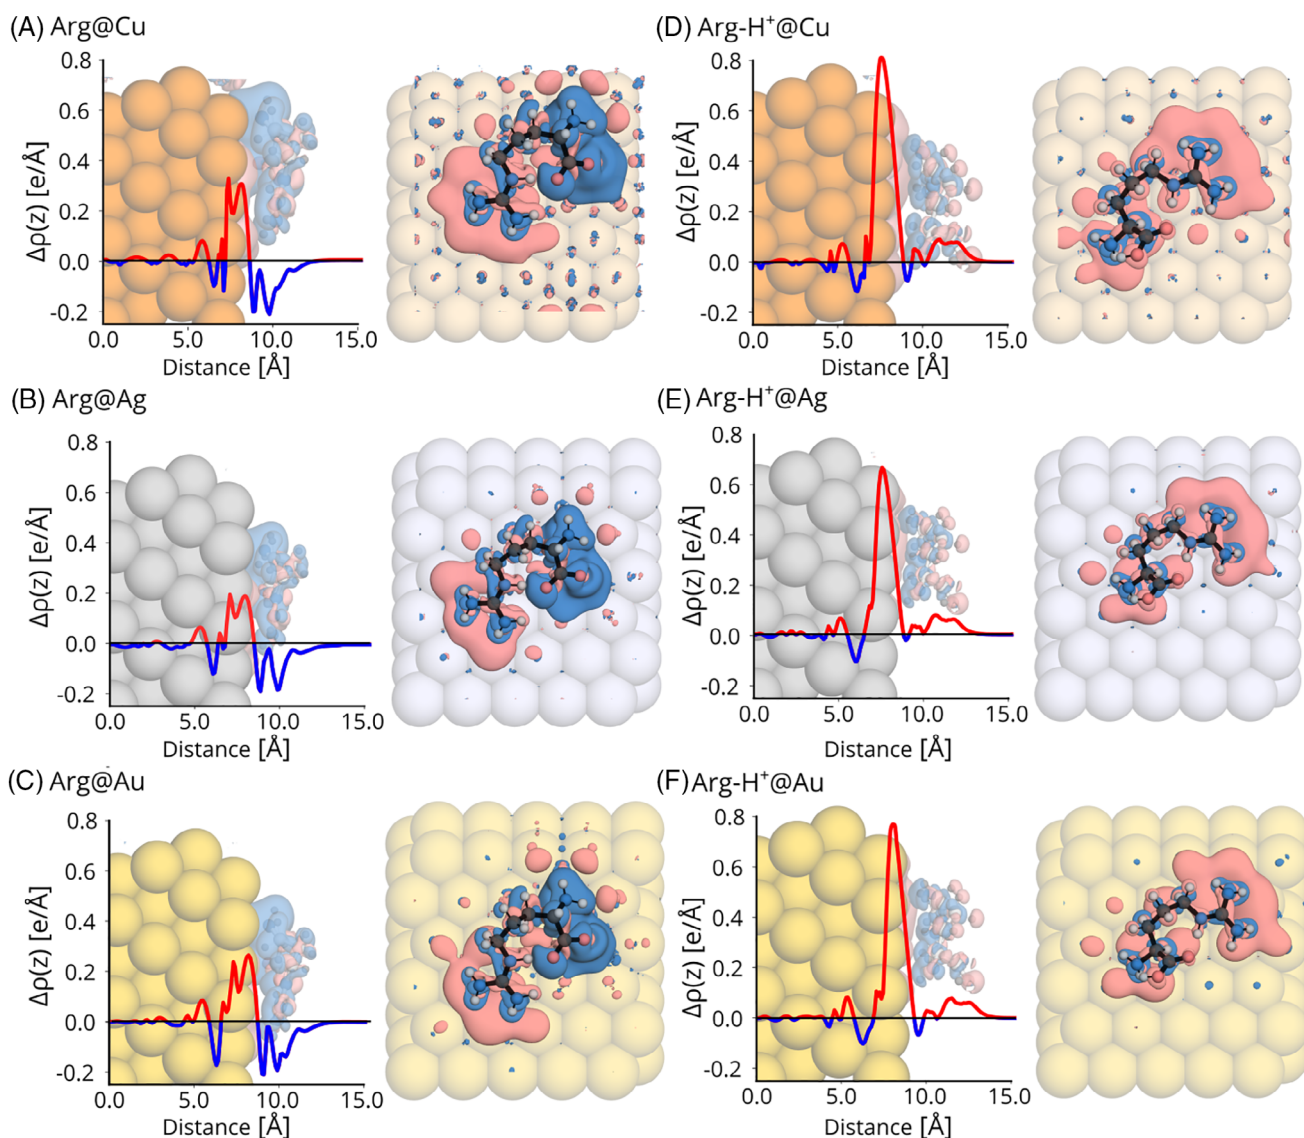 (A) Arg@Cu
0.8
0.6
0.4
0.2
0.0
-0.2
Δρ(z) [e/Å]
0.0 5.0 10.0 15.0
Distance [Å]
(D) Arg-H⁺@Cu
0.8
0.6
0.4
0.2
0.0
-0.2
Δρ(z) [e/Å]
0.0 5.0 10.0 15.0
Distance [Å]
(B) Arg@Ag
0.8
0.6
0.4
0.2
0.0
-0.2
Δρ(z) [e/Å]
0.0 5.0 10.0 15.0
Distance [Å]
(E) Arg-H⁺@Ag
0.8
0.6
0.4
0.2
0.0
-0.2
Δρ(z) [e/Å]
0.0 5.0 10.0 15.0
Distance [Å]
(C) Arg@Au
0.8
0.6
0.4
0.2
0.0
-0.2
Δρ(z) [e/Å]
0.0 5.0 10.0 15.0
Distance [Å]
(F) Arg-H⁺@Au
0.8
0.6
0.4
0.2
0.0
-0.2
Δρ(z) [e/Å]
0.0 5.0 10.0 15.0
Distance [Å]